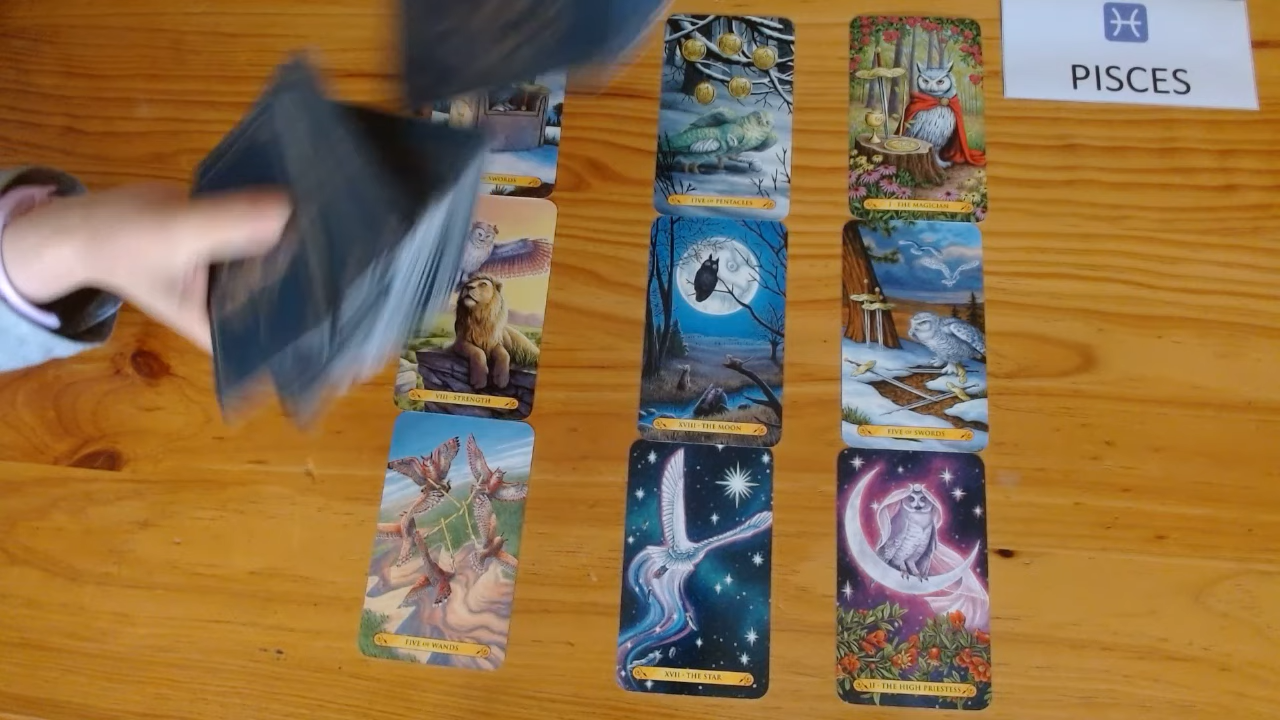 PISCES
SWORDS
FIVE OF PENTACLES
I · THE MAGICIAN
VIII · STRENGTH
XVIII · THE MOON
FIVE OF SWORDS
FIVE OF WANDS
XVII · THE STAR
II · THE HIGH PRIESTESS